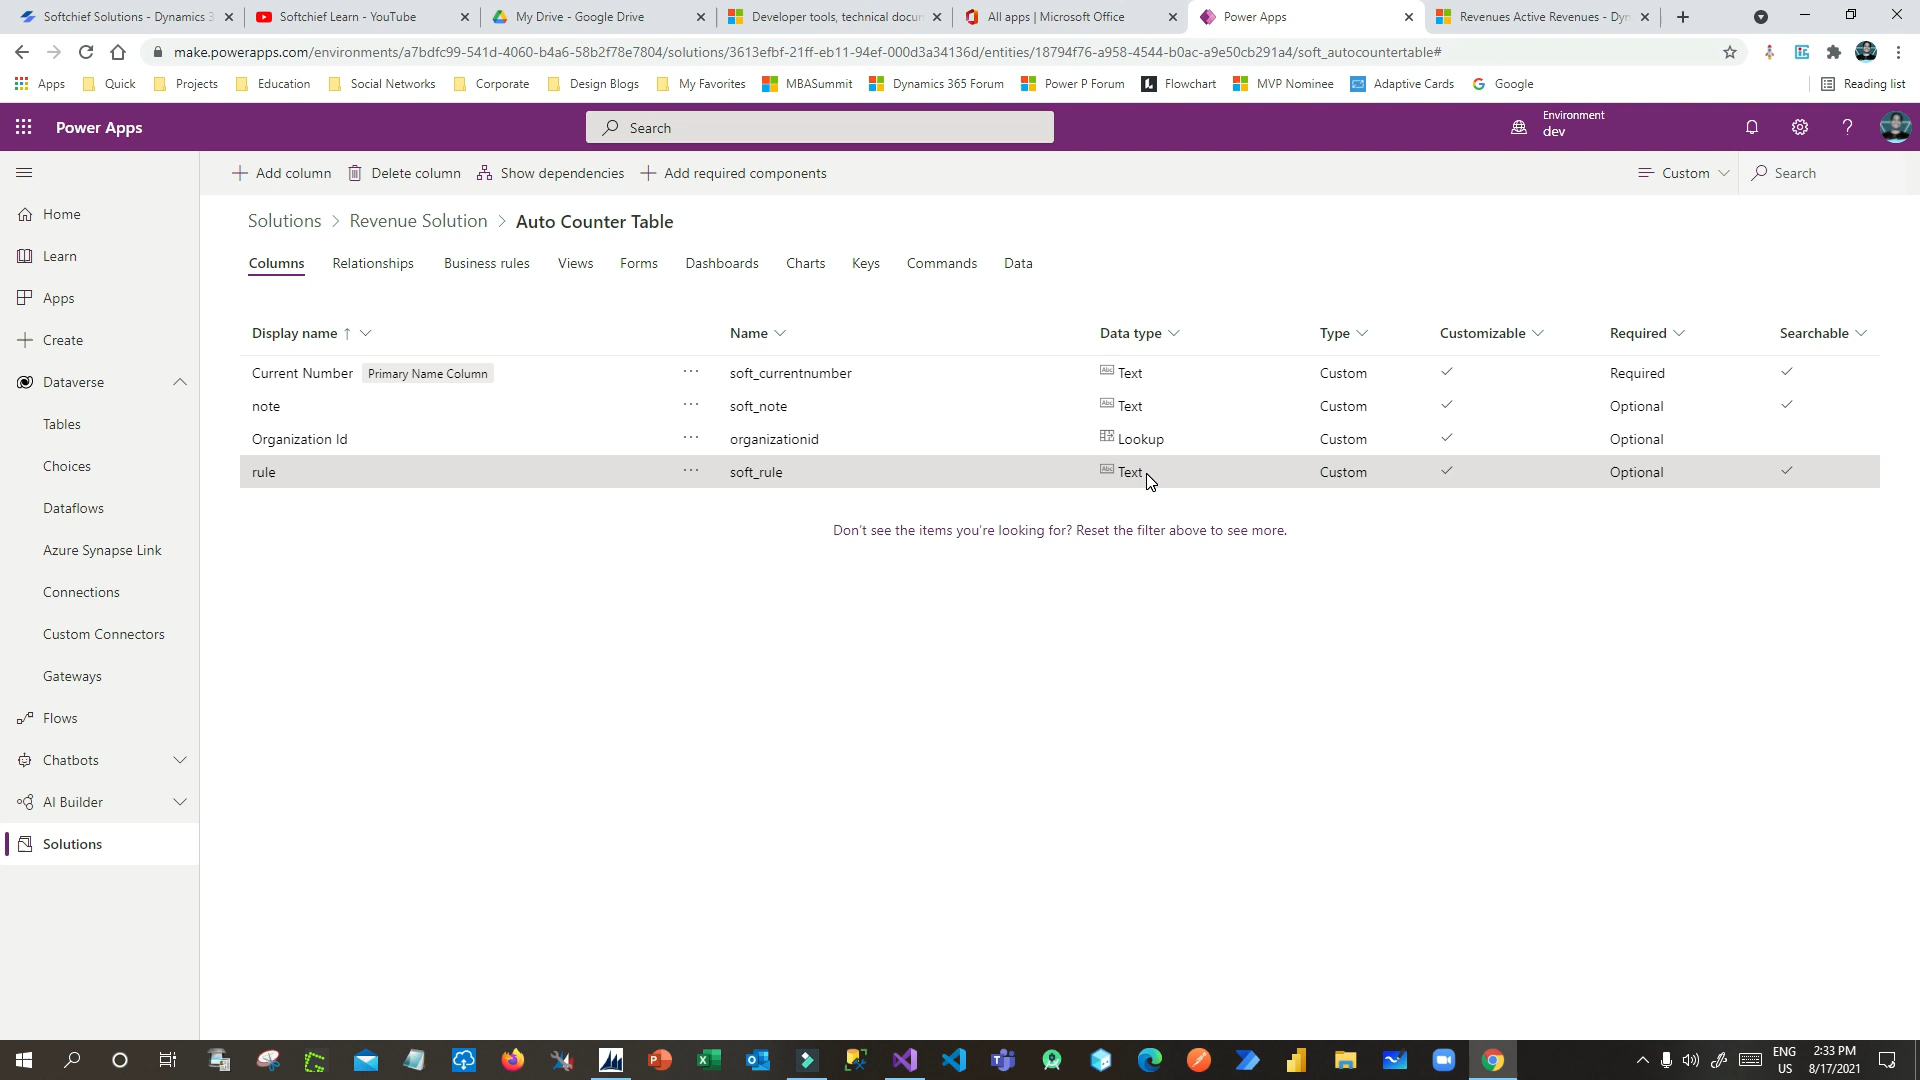 Softchief Solutions - Dynamics 3
Softchief Learn - YouTube
My Drive - Google Drive
Developer tools, technical docun
All apps | Microsoft Office
Power Apps
Revenues Active Revenues - Dyn
make.powerapps.com/environments/a7bdfc99-541d-4060-b4a6-58b2f78e7804/solutions/3613efbf-21ff-eb11-94ef-000d3a34136d/entities/18794f76-a958-4544-b0ac-a9e50cb291a4/soft_autocountertable#
Apps
Quick
Projects
Education
Social Networks
Corporate
Design Blogs
My Favorites
MBASummit
Dynamics 365 Forum
Power P Forum
Flowchart
MVP Nominee
Adaptive Cards
Google
Reading list
Power Apps
Search
Environment
dev
Add column
Delete column
Show dependencies
Add required components
Custom
Search
Home
Learn
Apps
Create
Dataverse
Tables
Choices
Dataflows
Azure Synapse Link
Connections
Custom Connectors
Gateways
Flows
Chatbots
AI Builder
Solutions
Solutions > Revenue Solution > Auto Counter Table
Columns Relationships Business rules Views Forms Dashboards Charts Keys Commands Data
Display name ↑ Name Data type Type Customizable Required Searchable
Current Number Primary Name Column ··· soft_currentnumber Abc Text Custom ✓ Required ✓
note ··· soft_note Abc Text Custom ✓ Optional ✓
Organization Id ··· organizationid Lookup Custom ✓ Optional
rule ··· soft_rule Abc Text Custom ✓ Optional ✓
Don't see the items you're looking for? Reset the filter above to see more.
ENG
US
2:33 PM
8/17/2021